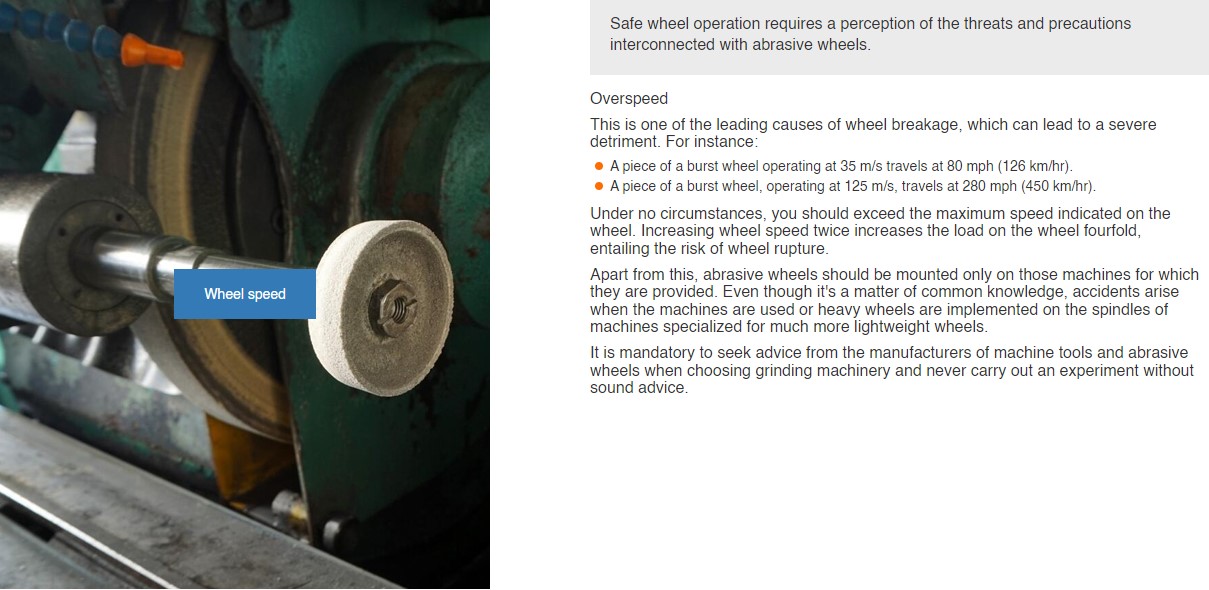 Safe wheel operation requires a perception of the threats and precautions
interconnected with abrasive wheels.
Overspeed
This is one of the leading causes of wheel breakage, which can lead to a severe
detriment. For instance:
A piece of a burst wheel operating at 35 m/s travels at 80 mph (126 km/hr).
A piece of a burst wheel, operating at 125 m/s, travels at 280 mph (450 km/hr).
Under no circumstances, you should exceed the maximum speed indicated on the
wheel. Increasing wheel speed twice increases the load on the wheel fourfold,
entailing the risk of wheel rupture.
Apart from this, abrasive wheels should be mounted only on those machines for which
they are provided. Even though it's a matter of common knowledge, accidents arise
when the machines are used or heavy wheels are implemented on the spindles of
machines specialized for much more lightweight wheels.
It is mandatory to seek advice from the manufacturers of machine tools and abrasive
wheels when choosing grinding machinery and never carry out an experiment without
sound advice.
Wheel speed